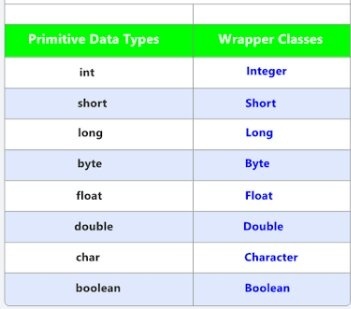 Primitive Data Types Wrapper Classes
int Integer
short Short
long Long
byte Byte
float Float
double Double
char Character
boolean Boolean